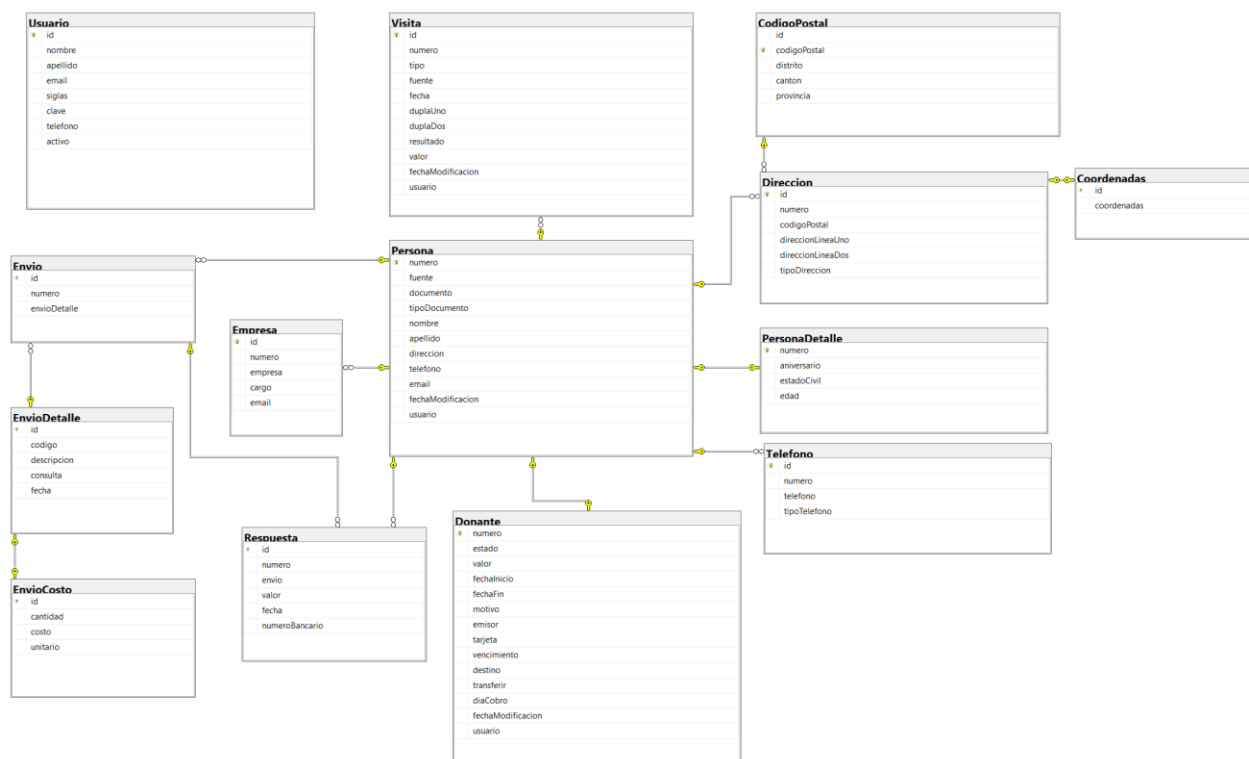 Usuario
id
nombre
apellido
email
siglas
clave
telefono
activo
Visita
id
numero
tipo
fuente
fecha
duplaUno
duplaDos
resultado
valor
fechaModificacion
usuario
CodigoPostal
id
codigoPostal
distrito
canton
provincia
Direccion
id
numero
codigoPostal
direccionLineaUno
direccionLineaDos
tipoDireccion
Coordenadas
id
coordenadas
Persona
numero
fuente
documento
tipoDocumento
nombre
apellido
direccion
telefono
email
fechaModificacion
usuario
Envio
id
numero
envioDetalle
Empresa
id
numero
empresa
cargo
email
PersonaDetalle
numero
aniversario
estadoCivil
edad
EnvioDetalle
id
codigo
descripcion
consulta
fecha
Telefono
id
numero
telefono
tipoTelefono
Respuesta
id
numero
envio
valor
fecha
numeroBancario
Donante
numero
estado
valor
fechaInicio
fechaFin
motivo
emisor
tarjeta
vencimiento
destino
transferir
diaCobro
fechaModificacion
usuario
EnvioCosto
id
cantidad
costo
unitario